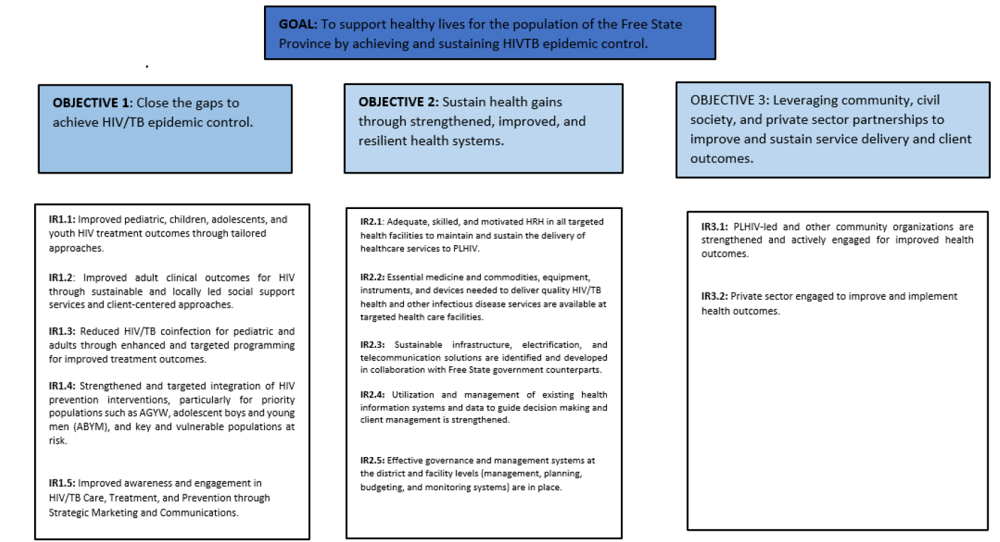 GOAL: To support healthy lives for the population of the Free State
Province by achieving and sustaining HIVTB epidemic control.
OBJECTIVE 1: Close the gaps to
achieve HIV/TB epidemic control.
OBJECTIVE 2: Sustain health gains
through strengthened, improved, and
resilient health systems.
OBJECTIVE 3: Leveraging community, civil
society, and private sector partnerships to
improve and sustain service delivery and client
outcomes.
IR1.1: Improved pediatric, children, adolescents, and
youth HIV treatment outcomes through tailored
approaches.
IR1.2: Improved adult clinical outcomes for HIV
through sustainable and locally led social support
services and client-centered approaches.
IR1.3: Reduced HIV/TB coinfection for pediatric and
adults through enhanced and targeted programming
for improved treatment outcomes.
IR1.4: Strengthened and targeted integration of HIV
prevention interventions, particularly for priority
populations such as AGYW, adolescent boys and young
men (ABYM), and key and vulnerable populations at
risk.
IR1.5: Improved awareness and engagement in
HIV/TB Care, Treatment, and Prevention through
Strategic Marketing and Communications.
IR2.1: Adequate, skilled, and motivated HRH in all targeted
health facilities to maintain and sustain the delivery of
healthcare services to PLHIV.
IR2.2: Essential medicine and commodities, equipment,
instruments, and devices needed to deliver quality HIV/TB
health and other infectious disease services are available at
targeted health care facilities.
IR2.3: Sustainable infrastructure, electrification, and
telecommunication solutions are identified and developed
in collaboration with Free State government counterparts.
IR2.4: Utilization and management of existing health
information systems and data to guide decision making and
client management is strengthened.
IR2.5: Effective governance and management systems at
the district and facility levels (management, planning,
budgeting, and monitoring systems) are in place.
IR3.1: PLHIV-led and other community organizations are
strengthened and actively engaged for improved health
outcomes.
IR3.2: Private sector engaged to improve and implement
health outcomes.